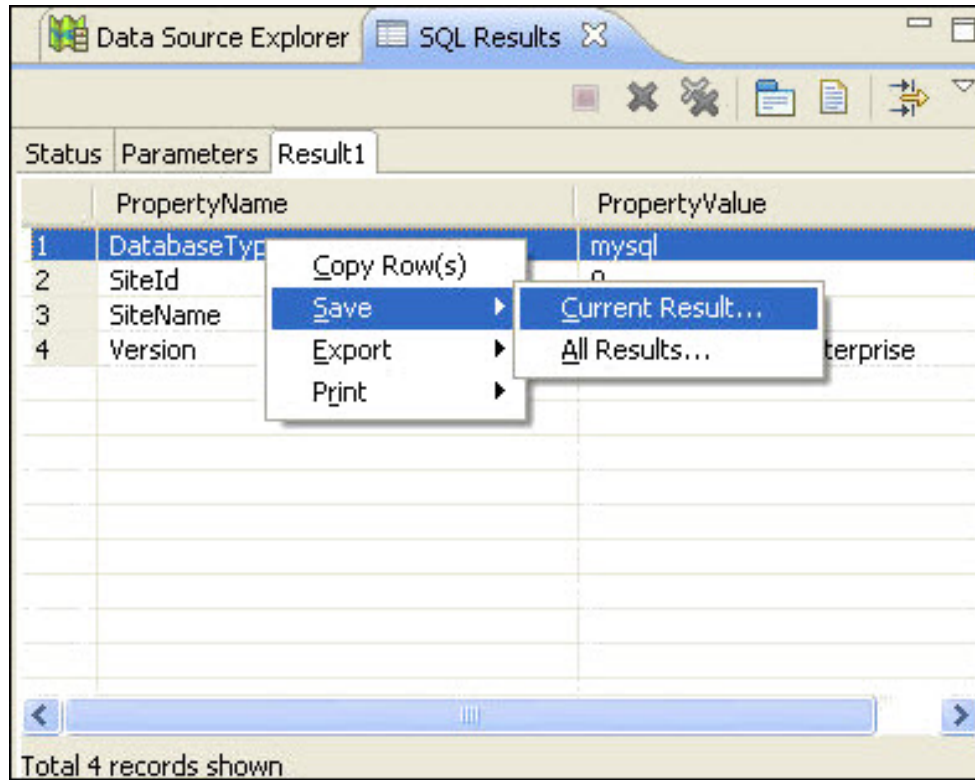 Data Source Explorer SQL Results
Status Parameters Result1
PropertyName PropertyValue
1 DatabaseTyp mysql
Copy Row(s)
2 SiteId
Save Current Result...
3 SiteName
Export All Results...
4 Version terprise
Print
Total 4 records shown